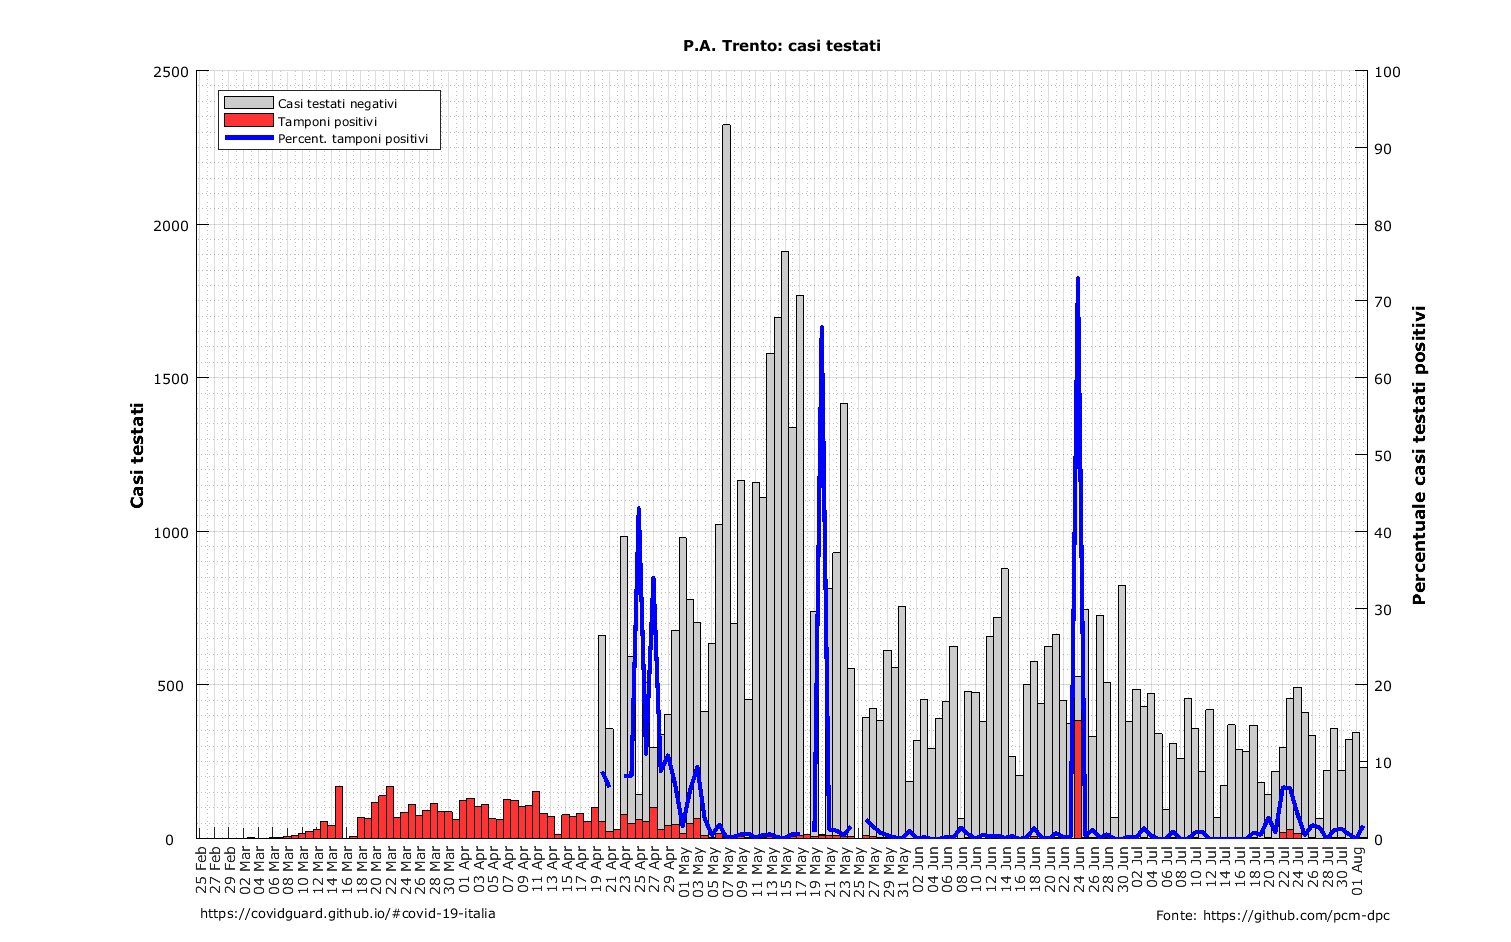 P.A. Trento: casi testati
Casi testati negativi
Tamponi positivi
Percent. tamponi positivi
Casi testati
0
500
1000
1500
2000
2500
Percentuale casi testati positivi
0
10
20
30
40
50
60
70
80
90
100
25 Feb
27 Feb
29 Feb
02 Mar
04 Mar
06 Mar
08 Mar
10 Mar
12 Mar
14 Mar
16 Mar
18 Mar
20 Mar
22 Mar
24 Mar
26 Mar
28 Mar
30 Mar
01 Apr
03 Apr
05 Apr
07 Apr
09 Apr
11 Apr
13 Apr
15 Apr
17 Apr
19 Apr
21 Apr
23 Apr
25 Apr
27 Apr
29 Apr
01 May
03 May
05 May
07 May
09 May
11 May
13 May
15 May
17 May
19 May
21 May
23 May
25 May
27 May
29 May
31 May
02 Jun
04 Jun
06 Jun
08 Jun
10 Jun
12 Jun
14 Jun
16 Jun
18 Jun
20 Jun
22 Jun
24 Jun
26 Jun
28 Jun
30 Jun
02 Jul
04 Jul
06 Jul
08 Jul
10 Jul
12 Jul
14 Jul
16 Jul
18 Jul
20 Jul
22 Jul
24 Jul
26 Jul
28 Jul
30 Jul
01 Aug
https://covidguard.github.io/#covid-19-italia
Fonte: https://github.com/pcm-dpc